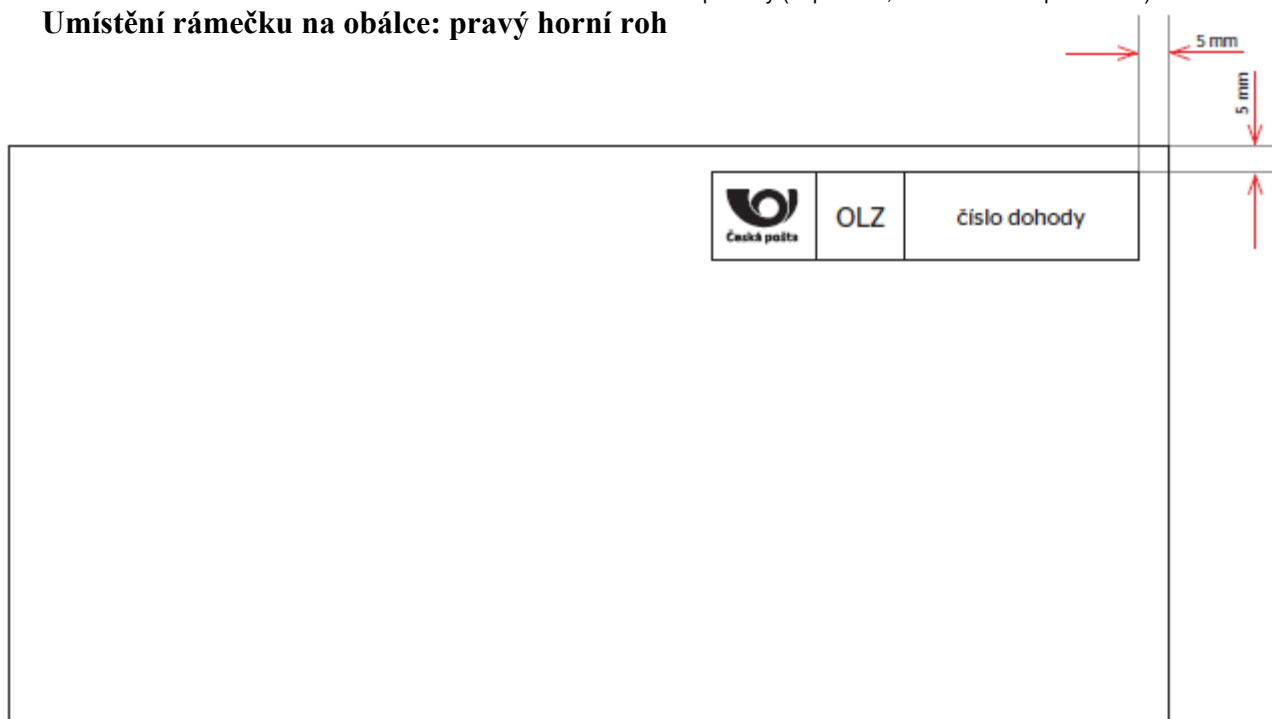 Umístění rámečku na obálce: pravý horní roh
5 mm
5 mm
Česká pošta
OLZ
číslo dohody